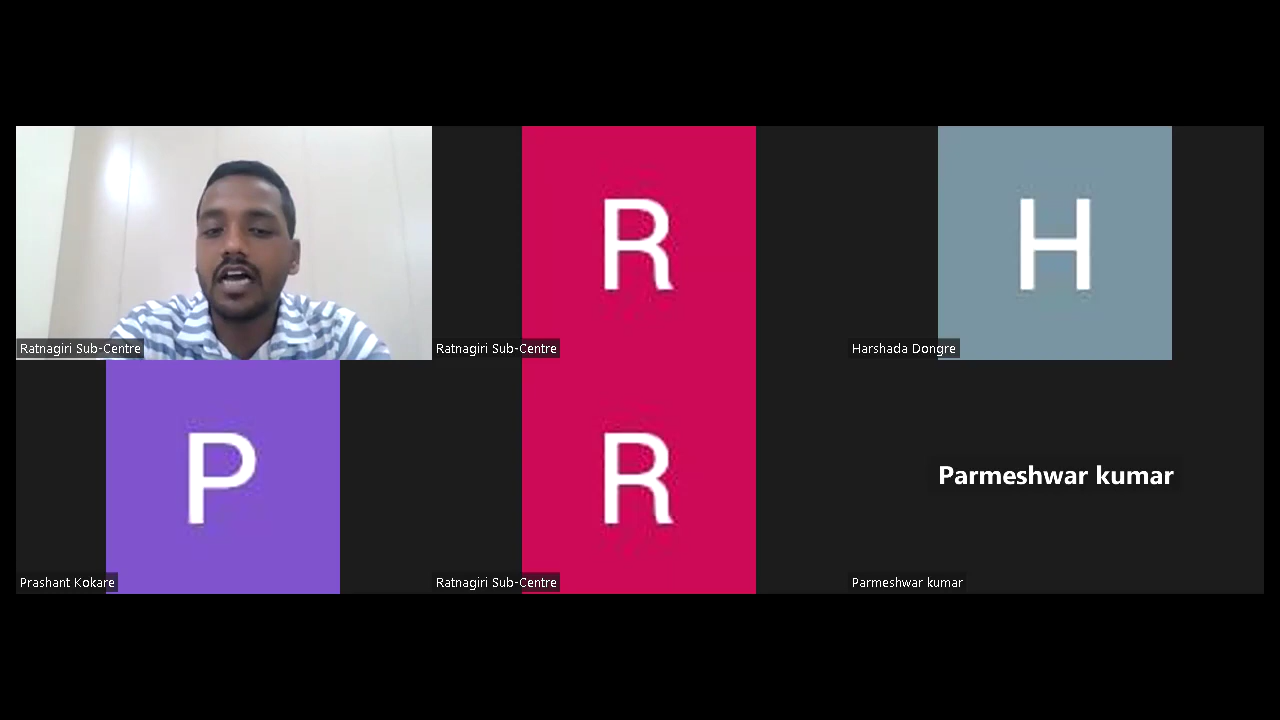 R
H
Ratnagiri Sub-Centre
Ratnagiri Sub-Centre
Harshada Dongre
P
R
Parmeshwar kumar
Prashant Kokare
Ratnagiri Sub-Centre
Parmeshwar kumar